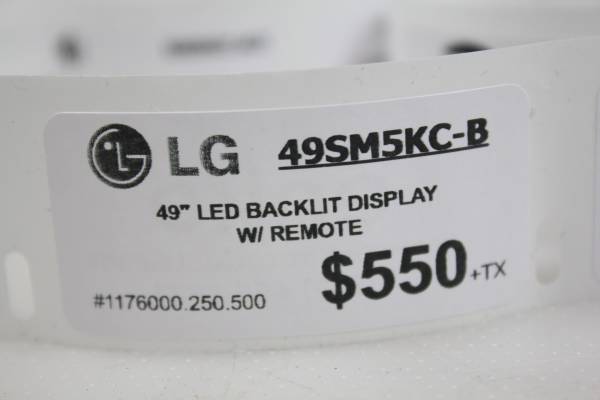 LG 49SM5KC-B
49" LED BACKLIT DISPLAY
W/ REMOTE
$550+TX
#1176000.250.500